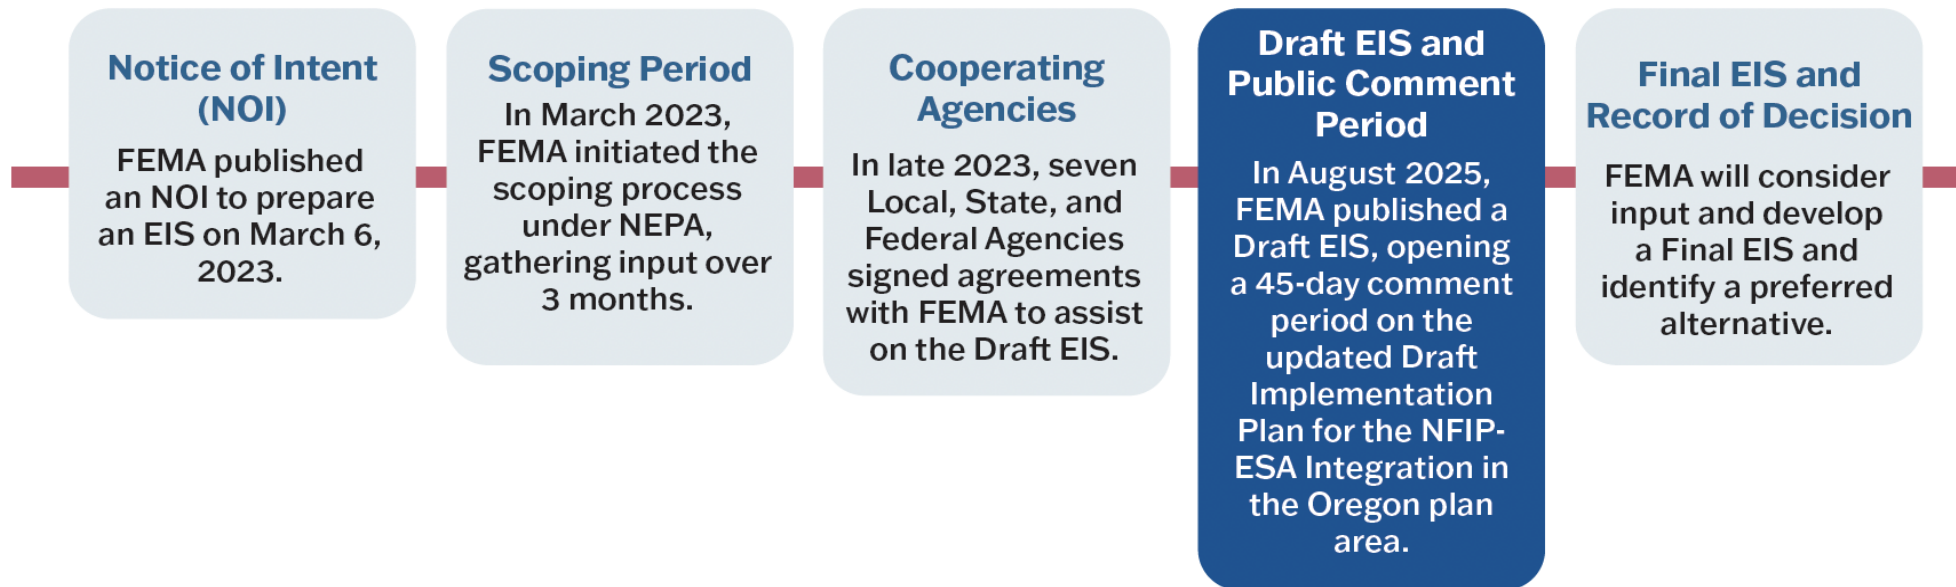 Notice of Intent
(NOI)
FEMA published
an NOI to prepare
an EIS on March 6,
2023.
Scoping Period
In March 2023,
FEMA initiated the
scoping process
under NEPA,
gathering input over
3 months.
Cooperating
Agencies
In late 2023, seven
Local, State, and
Federal Agencies
signed agreements
with FEMA to assist
on the Draft EIS.
Draft EIS and
Public Comment
Period
In August 2025,
FEMA published a
Draft EIS, opening
a 45-day comment
period on the
updated Draft
Implementation
Plan for the NFIP-
ESA Integration in
the Oregon plan
area.
Final EIS and
Record of Decision
FEMA will consider
input and develop
a Final EIS and
identify a preferred
alternative.